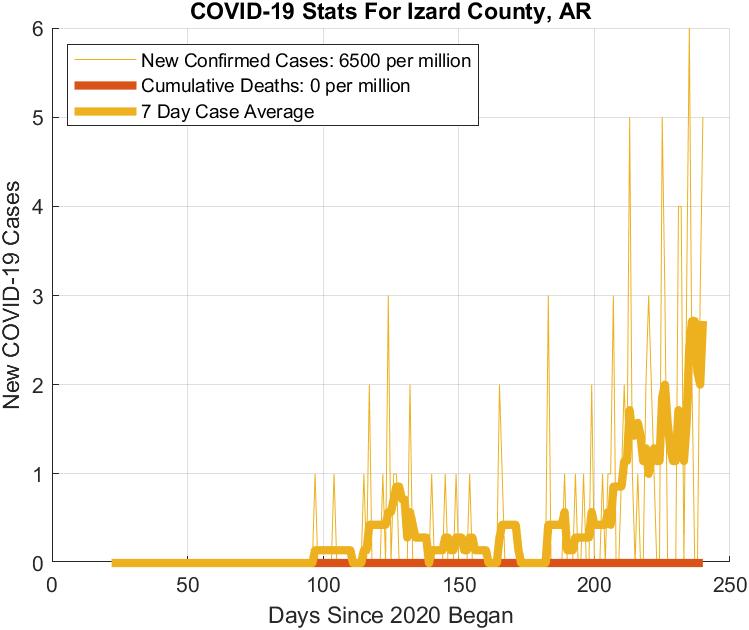 COVID-19 Stats For Izard County, AR
New Confirmed Cases: 6500 per million
Cumulative Deaths: 0 per million
7 Day Case Average
New COVID-19 Cases
6
5
4
3
2
1
0
0 50 100 150 200 250
Days Since 2020 Began